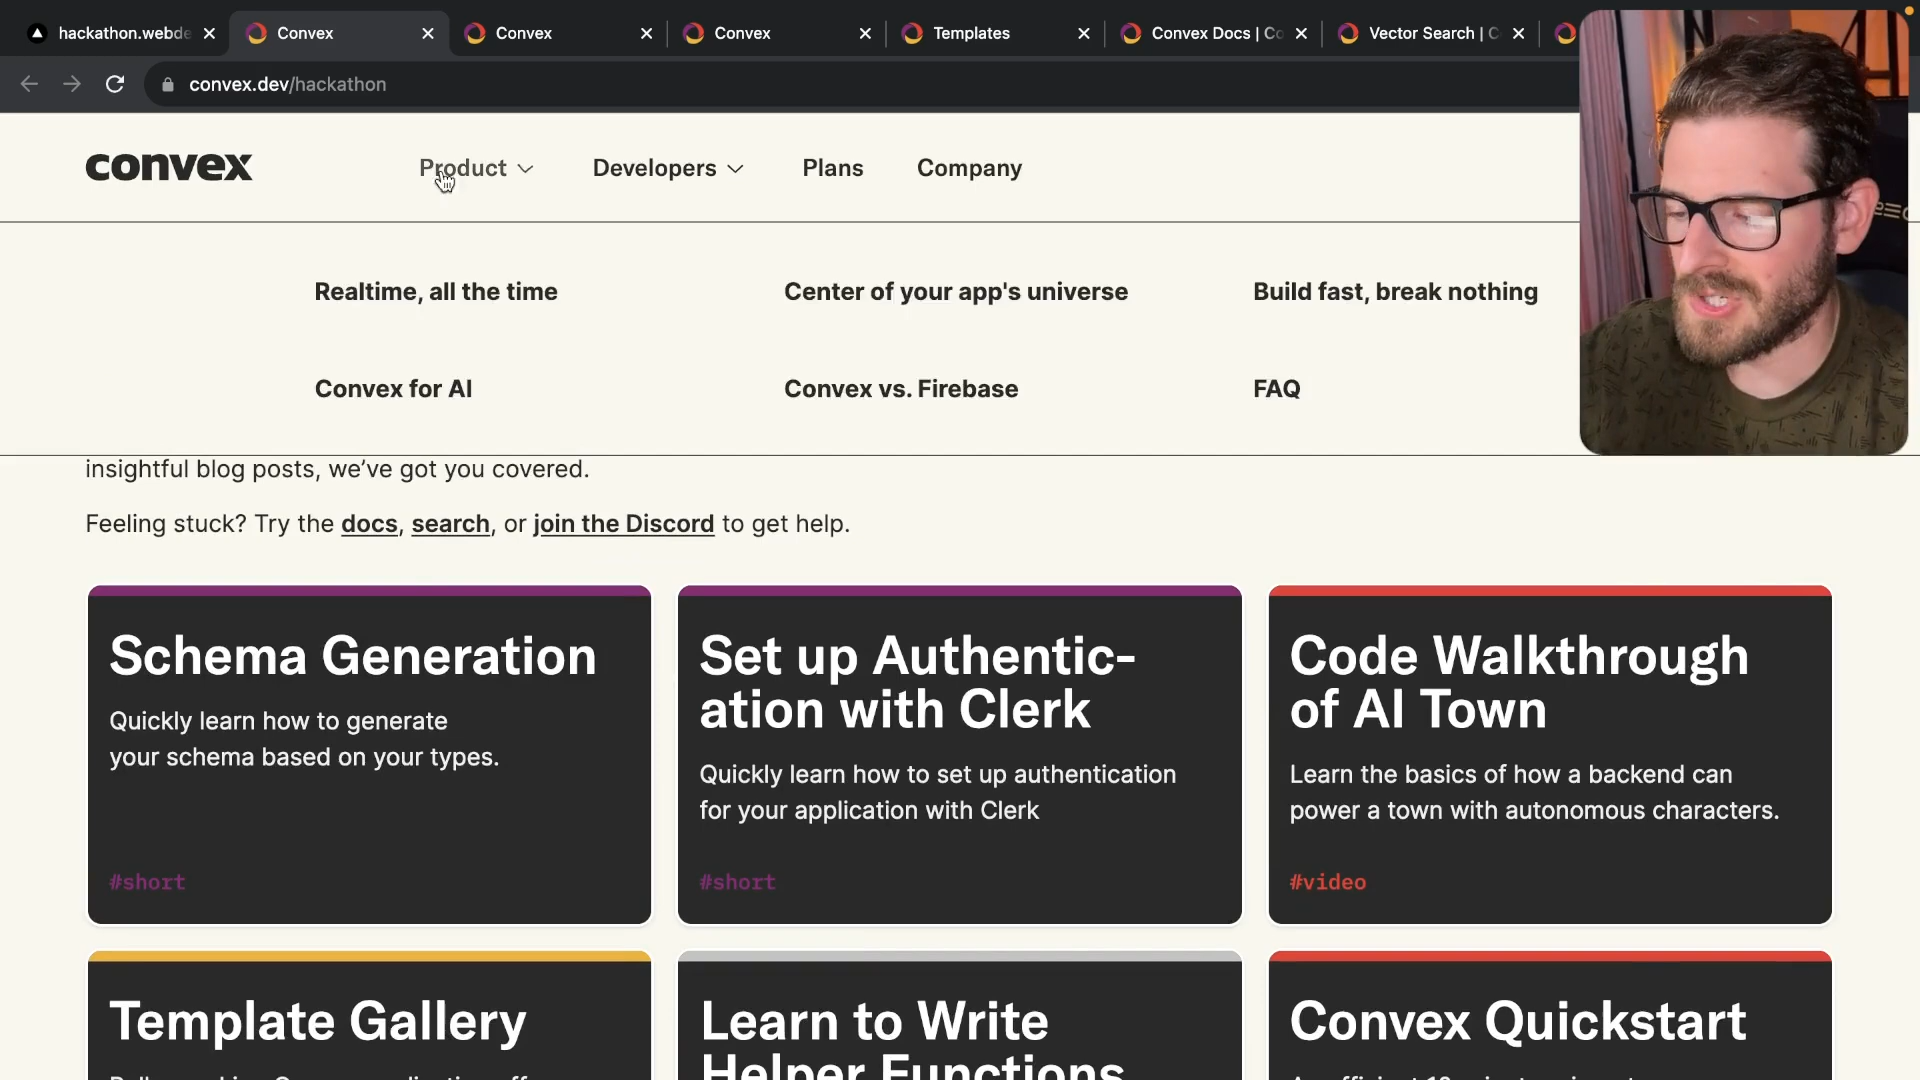 hackathon.webde
Convex
Convex
Convex
Templates
Convex Docs | Co
Vector Search | C
convex.dev/hackathon
convex
Product
Developers
Plans
Company
Realtime, all the time
Center of your app's universe
Build fast, break nothing
Convex for AI
Convex vs. Firebase
FAQ
insightful blog posts, we've got you covered.
Feeling stuck? Try the docs, search, or join the Discord to get help.
Schema Generation
Quickly learn how to generate
your schema based on your types.
#short
Set up Authentic-
ation with Clerk
Quickly learn how to set up authentication
for your application with Clerk
#short
Code Walkthrough
of AI Town
Learn the basics of how a backend can
power a town with autonomous characters.
#video
Template Gallery
Learn to Write
Helper Functions
Convex Quickstart